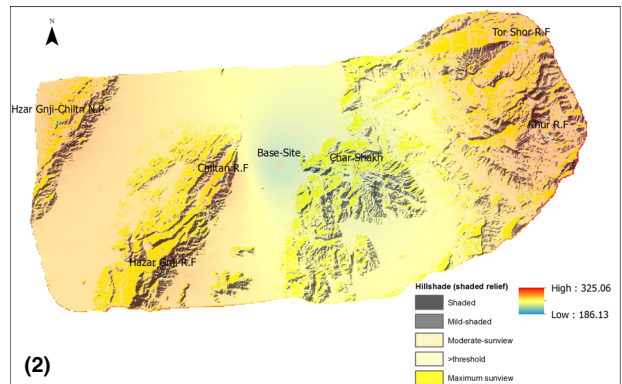 N
Tor Shor R.F
Hzar Gnji-Chiltn N.P
Khur R.F
Base-Site
Char-Shakh
Chiltan R.F
Hazar Gnji R.F
Hillshade (shaded relief)
Shaded
Mild-shaded
Moderate-sunview
>threshold
Maximum sunview
High : 325.06
Low : 186.13
(2)